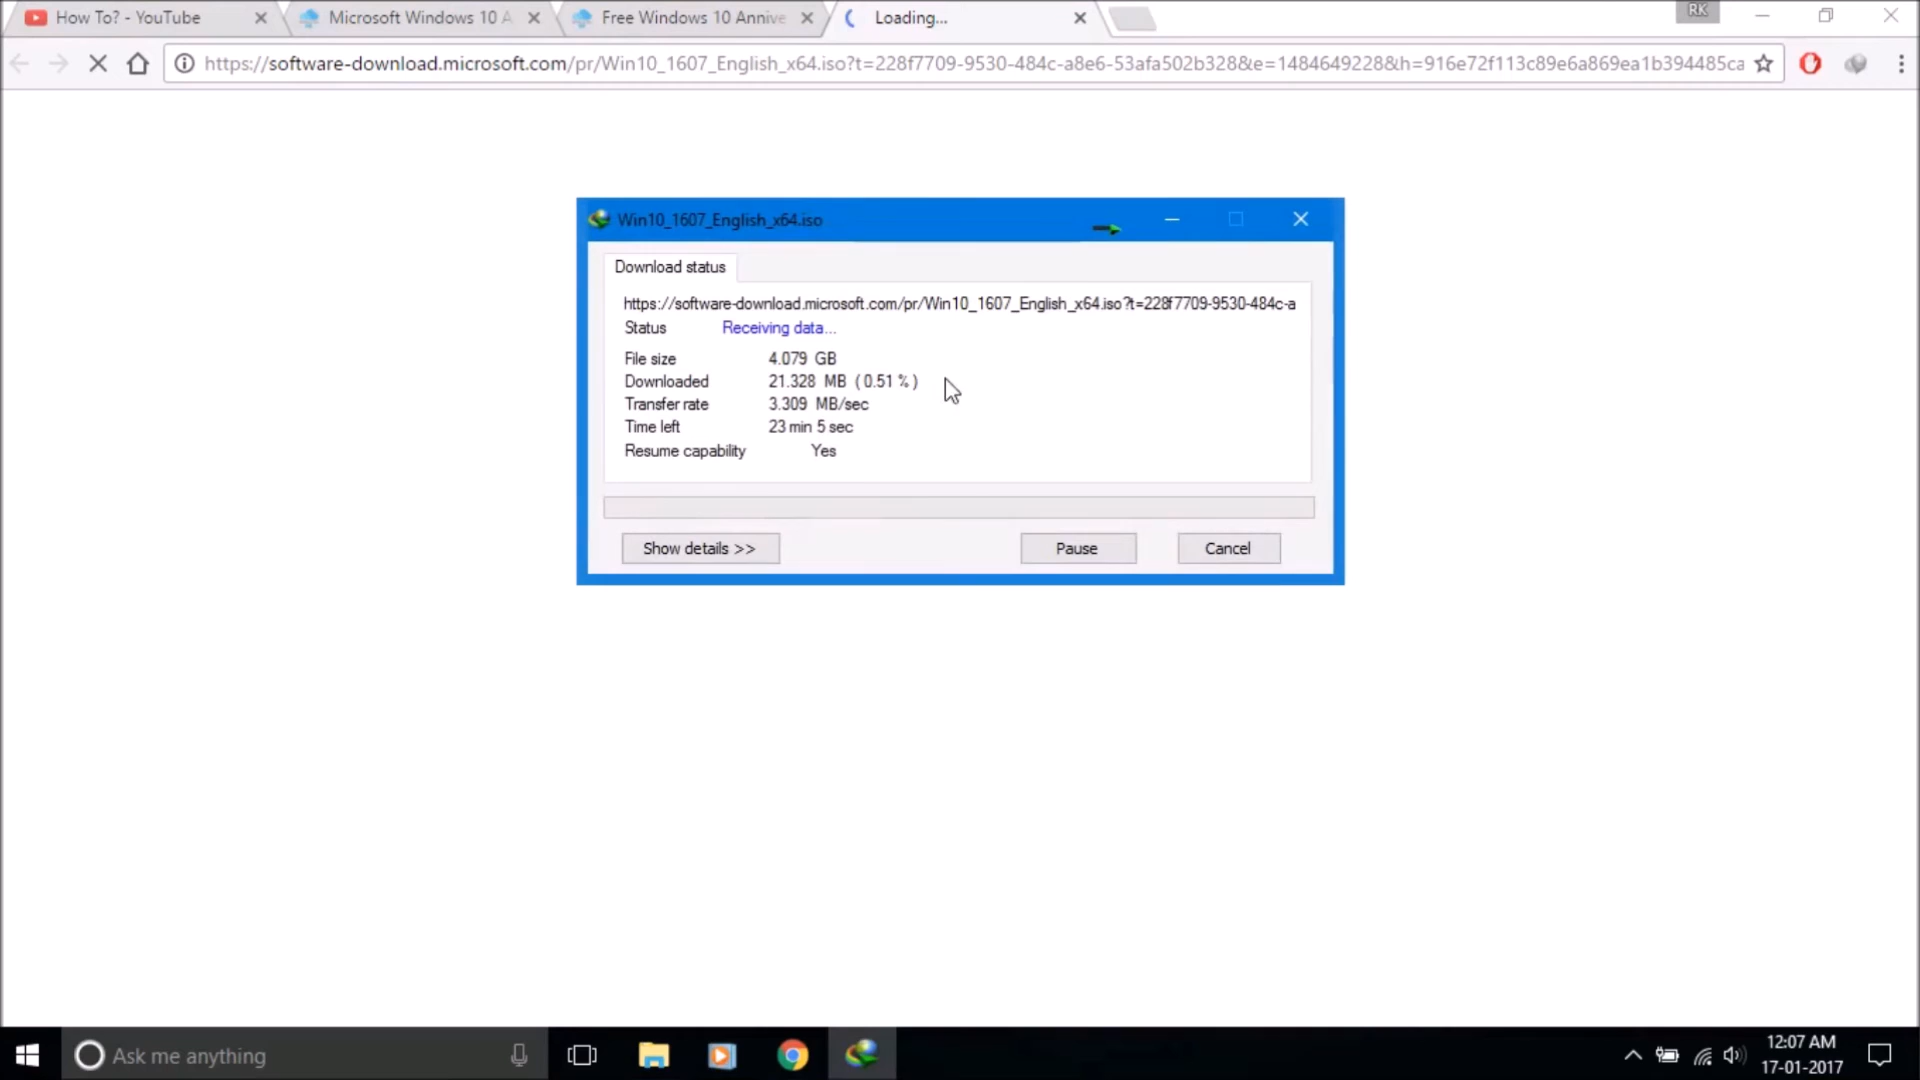 How To? - YouTube
Microsoft Windows 10 A
Free Windows 10 Annive
Loading...
RK
https://software-download.microsoft.com/pr/Win10_1607_English_x64.iso?t=228f7709-9530-484c-a8e6-53afa502b328&e=1484649228&h=916e72f113c89e6a869ea1b394485ca
Win10_1607_English_x64.iso
Download status
https://software-download.microsoft.com/pr/Win10_1607_English_x64.iso?t=228f7709-9530-484c-a
Status Receiving data...
File size 4.079 GB
Downloaded 21.328 MB ( 0.51 % )
Transfer rate 3.309 MB/sec
Time left 23 min 5 sec
Resume capability Yes
Show details >>
Pause
Cancel
Ask me anything
12:07 AM
17-01-2017